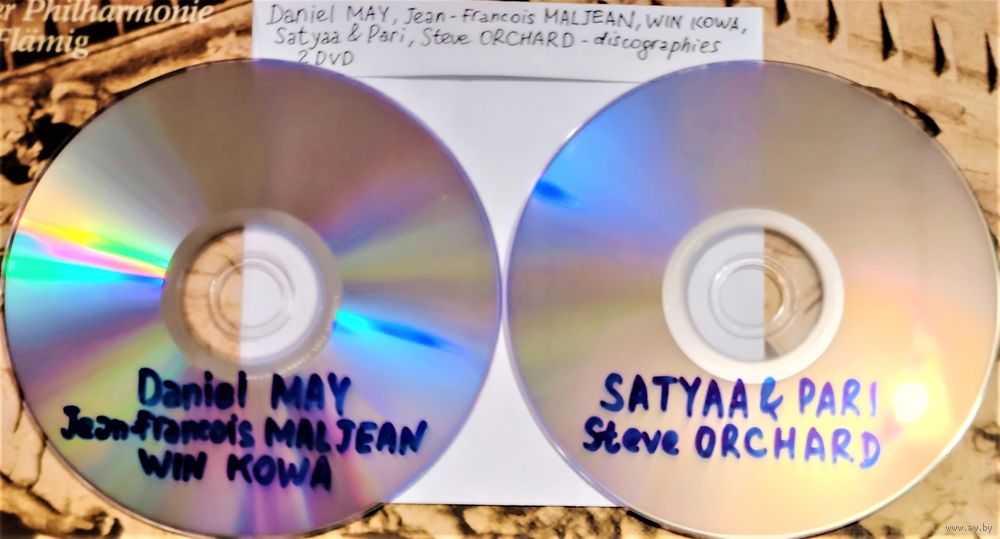 er Philharmonie
Flämig
Daniel MAY, Jean-Francois MALJEAN, WIN KOWA,
Satyaa & Pari, Steve ORCHARD - discographies
2 DVD
Daniel MAY
Jean-Francois MALJEAN
WIN KOWA
SATYAA & PARI
Steve ORCHARD
www.ay.by